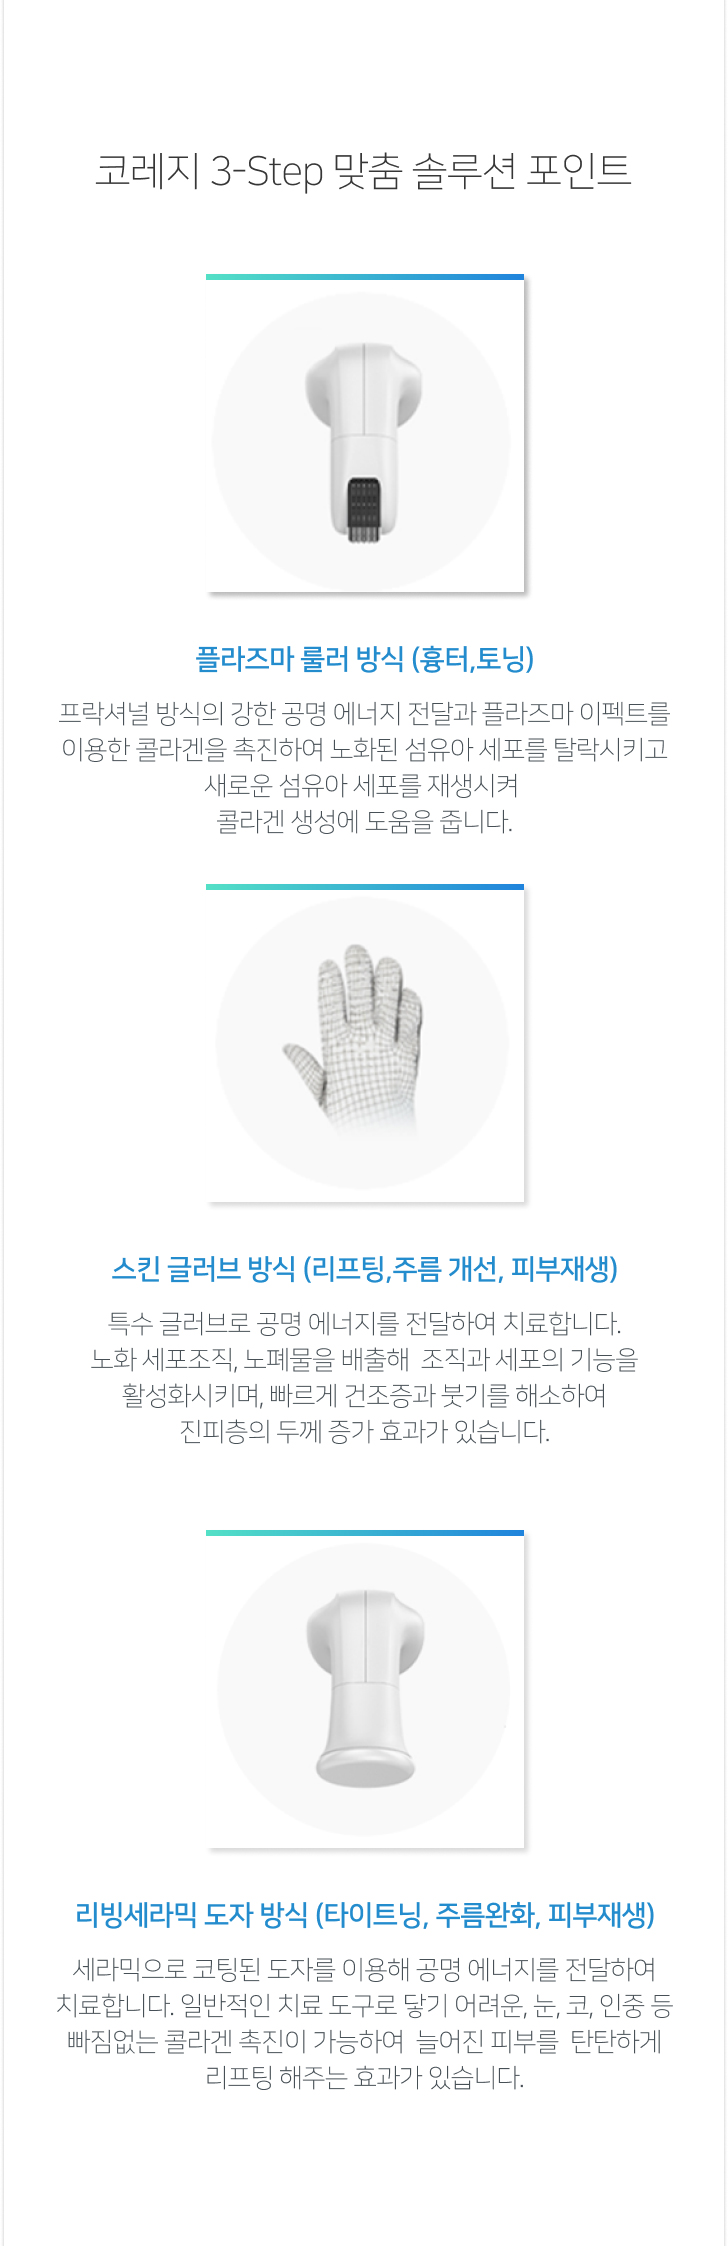 코레지 3-Step 맞춤 솔루션 포인트
플라즈마 룰러 방식 (흉터,토닝)
프락셔널 방식의 강한 공명 에너지 전달과 플라즈마 이펙트를
이용한 콜라겐을 촉진하여 노화된 섬유아 세포를 탈락시키고
새로운 섬유아 세포를 재생시켜
콜라겐 생성에 도움을 줍니다.
스킨 글러브 방식 (리프팅,주름 개선, 피부재생)
특수 글러브로 공명 에너지를 전달하여 치료합니다.
노화 세포조직, 노폐물을 배출해 조직과 세포의 기능을
활성화시키며, 빠르게 건조증과 붓기를 해소하여
진피층의 두께 증가 효과가 있습니다.
리빙세라믹 도자 방식 (타이트닝, 주름완화, 피부재생)
세라믹으로 코팅된 도자를 이용해 공명 에너지를 전달하여
치료합니다. 일반적인 치료 도구로 닿기 어려운, 눈, 코, 인중 등
빠짐없는 콜라겐 촉진이 가능하여 늘어진 피부를 탄탄하게
리프팅 해주는 효과가 있습니다.